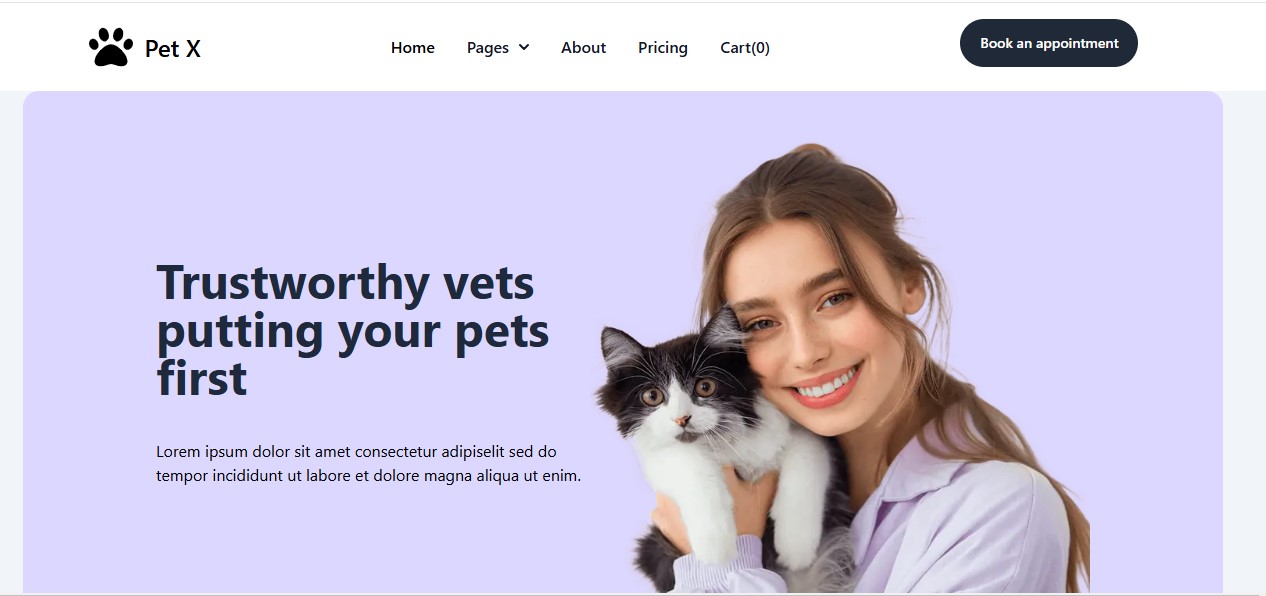 Pet X
Home Pages About Pricing Cart(0)
Book an appointment
Trustworthy vets
putting your pets
first
Lorem ipsum dolor sit amet consectetur adipiselit sed do
tempor incididunt ut labore et dolore magna aliqua ut enim.